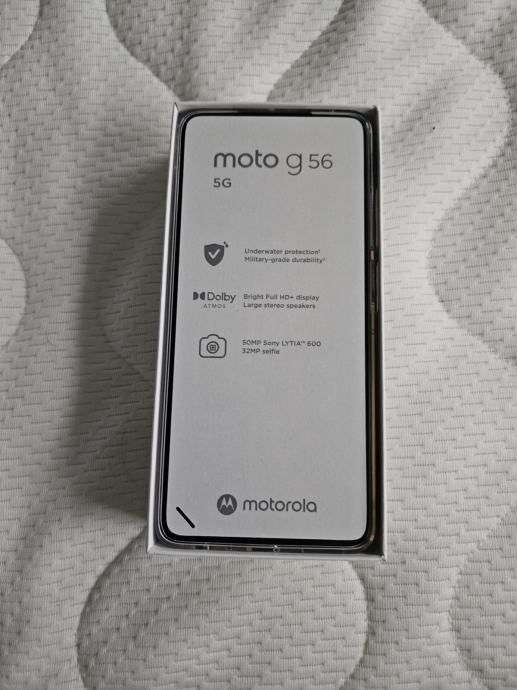 moto g 56
5G
Underwater protection¹
Military-grade durability²
Dolby
ATMOS
Bright Full HD+ display
Large stereo speakers
50MP Sony LYTIA™ 600
32MP selfie
motorola